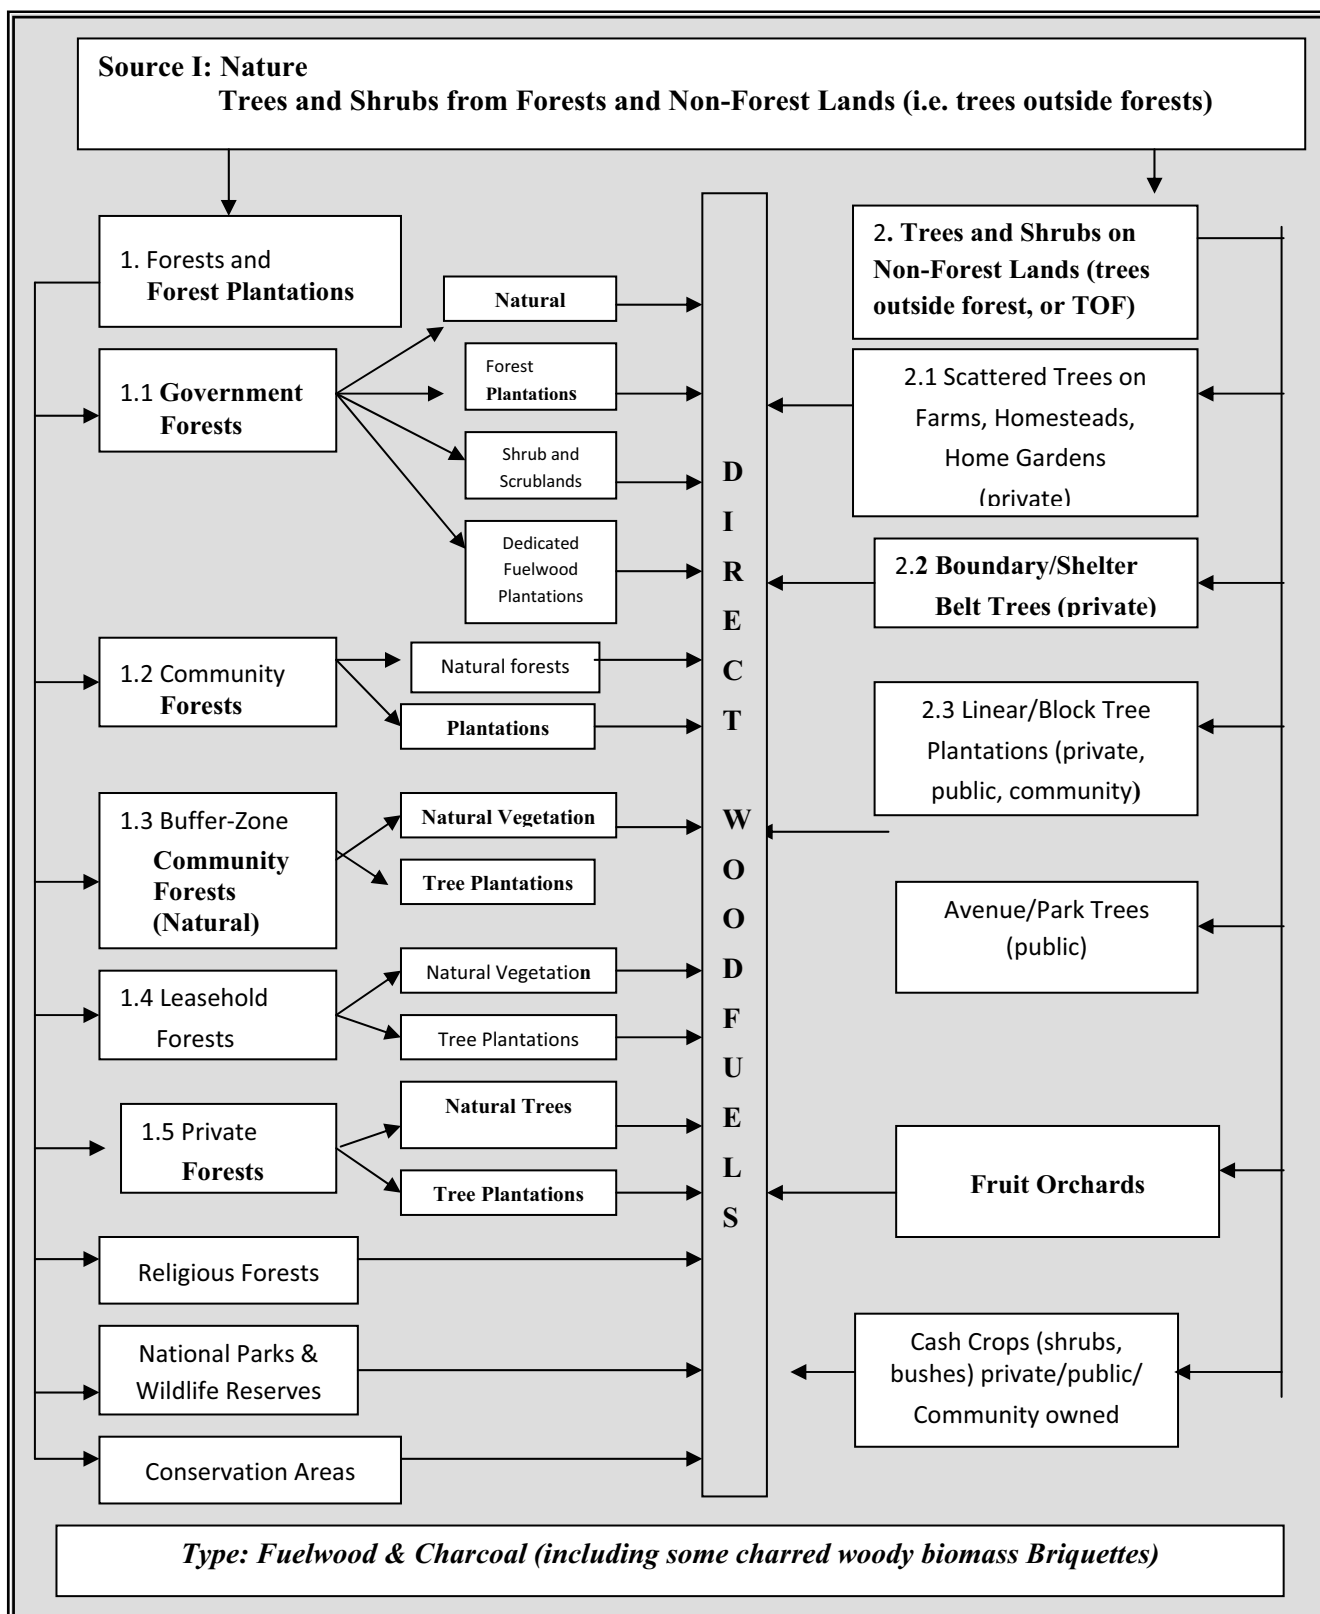 Source I: Nature
Trees and Shrubs from Forests and Non-Forest Lands (i.e. trees outside forests)
1. Forests and
Forest Plantations
1.1 Government
Forests
Natural
Forest
Plantations
Shrub and
Scrublands
Dedicated
Fuelwood
Plantations
1.2 Community
Forests
Natural forests
Plantations
1.3 Buffer-Zone
Community
Forests
(Natural)
Natural Vegetation
Tree Plantations
1.4 Leasehold
Forests
Natural Vegetation
Tree Plantations
1.5 Private
Forests
Natural Trees
Tree Plantations
Religious Forests
National Parks &
Wildlife Reserves
Conservation Areas
DIRECT WOODFUELS
2. Trees and Shrubs on
Non-Forest Lands (trees
outside forest, or TOF)
2.1 Scattered Trees on
Farms, Homesteads,
Home Gardens
(private)
2.2 Boundary/Shelter
Belt Trees (private)
2.3 Linear/Block Tree
Plantations (private,
public, community)
Avenue/Park Trees
(public)
Fruit Orchards
Cash Crops (shrubs,
bushes) private/public/
Community owned
Type: Fuelwood & Charcoal (including some charred woody biomass Briquettes)